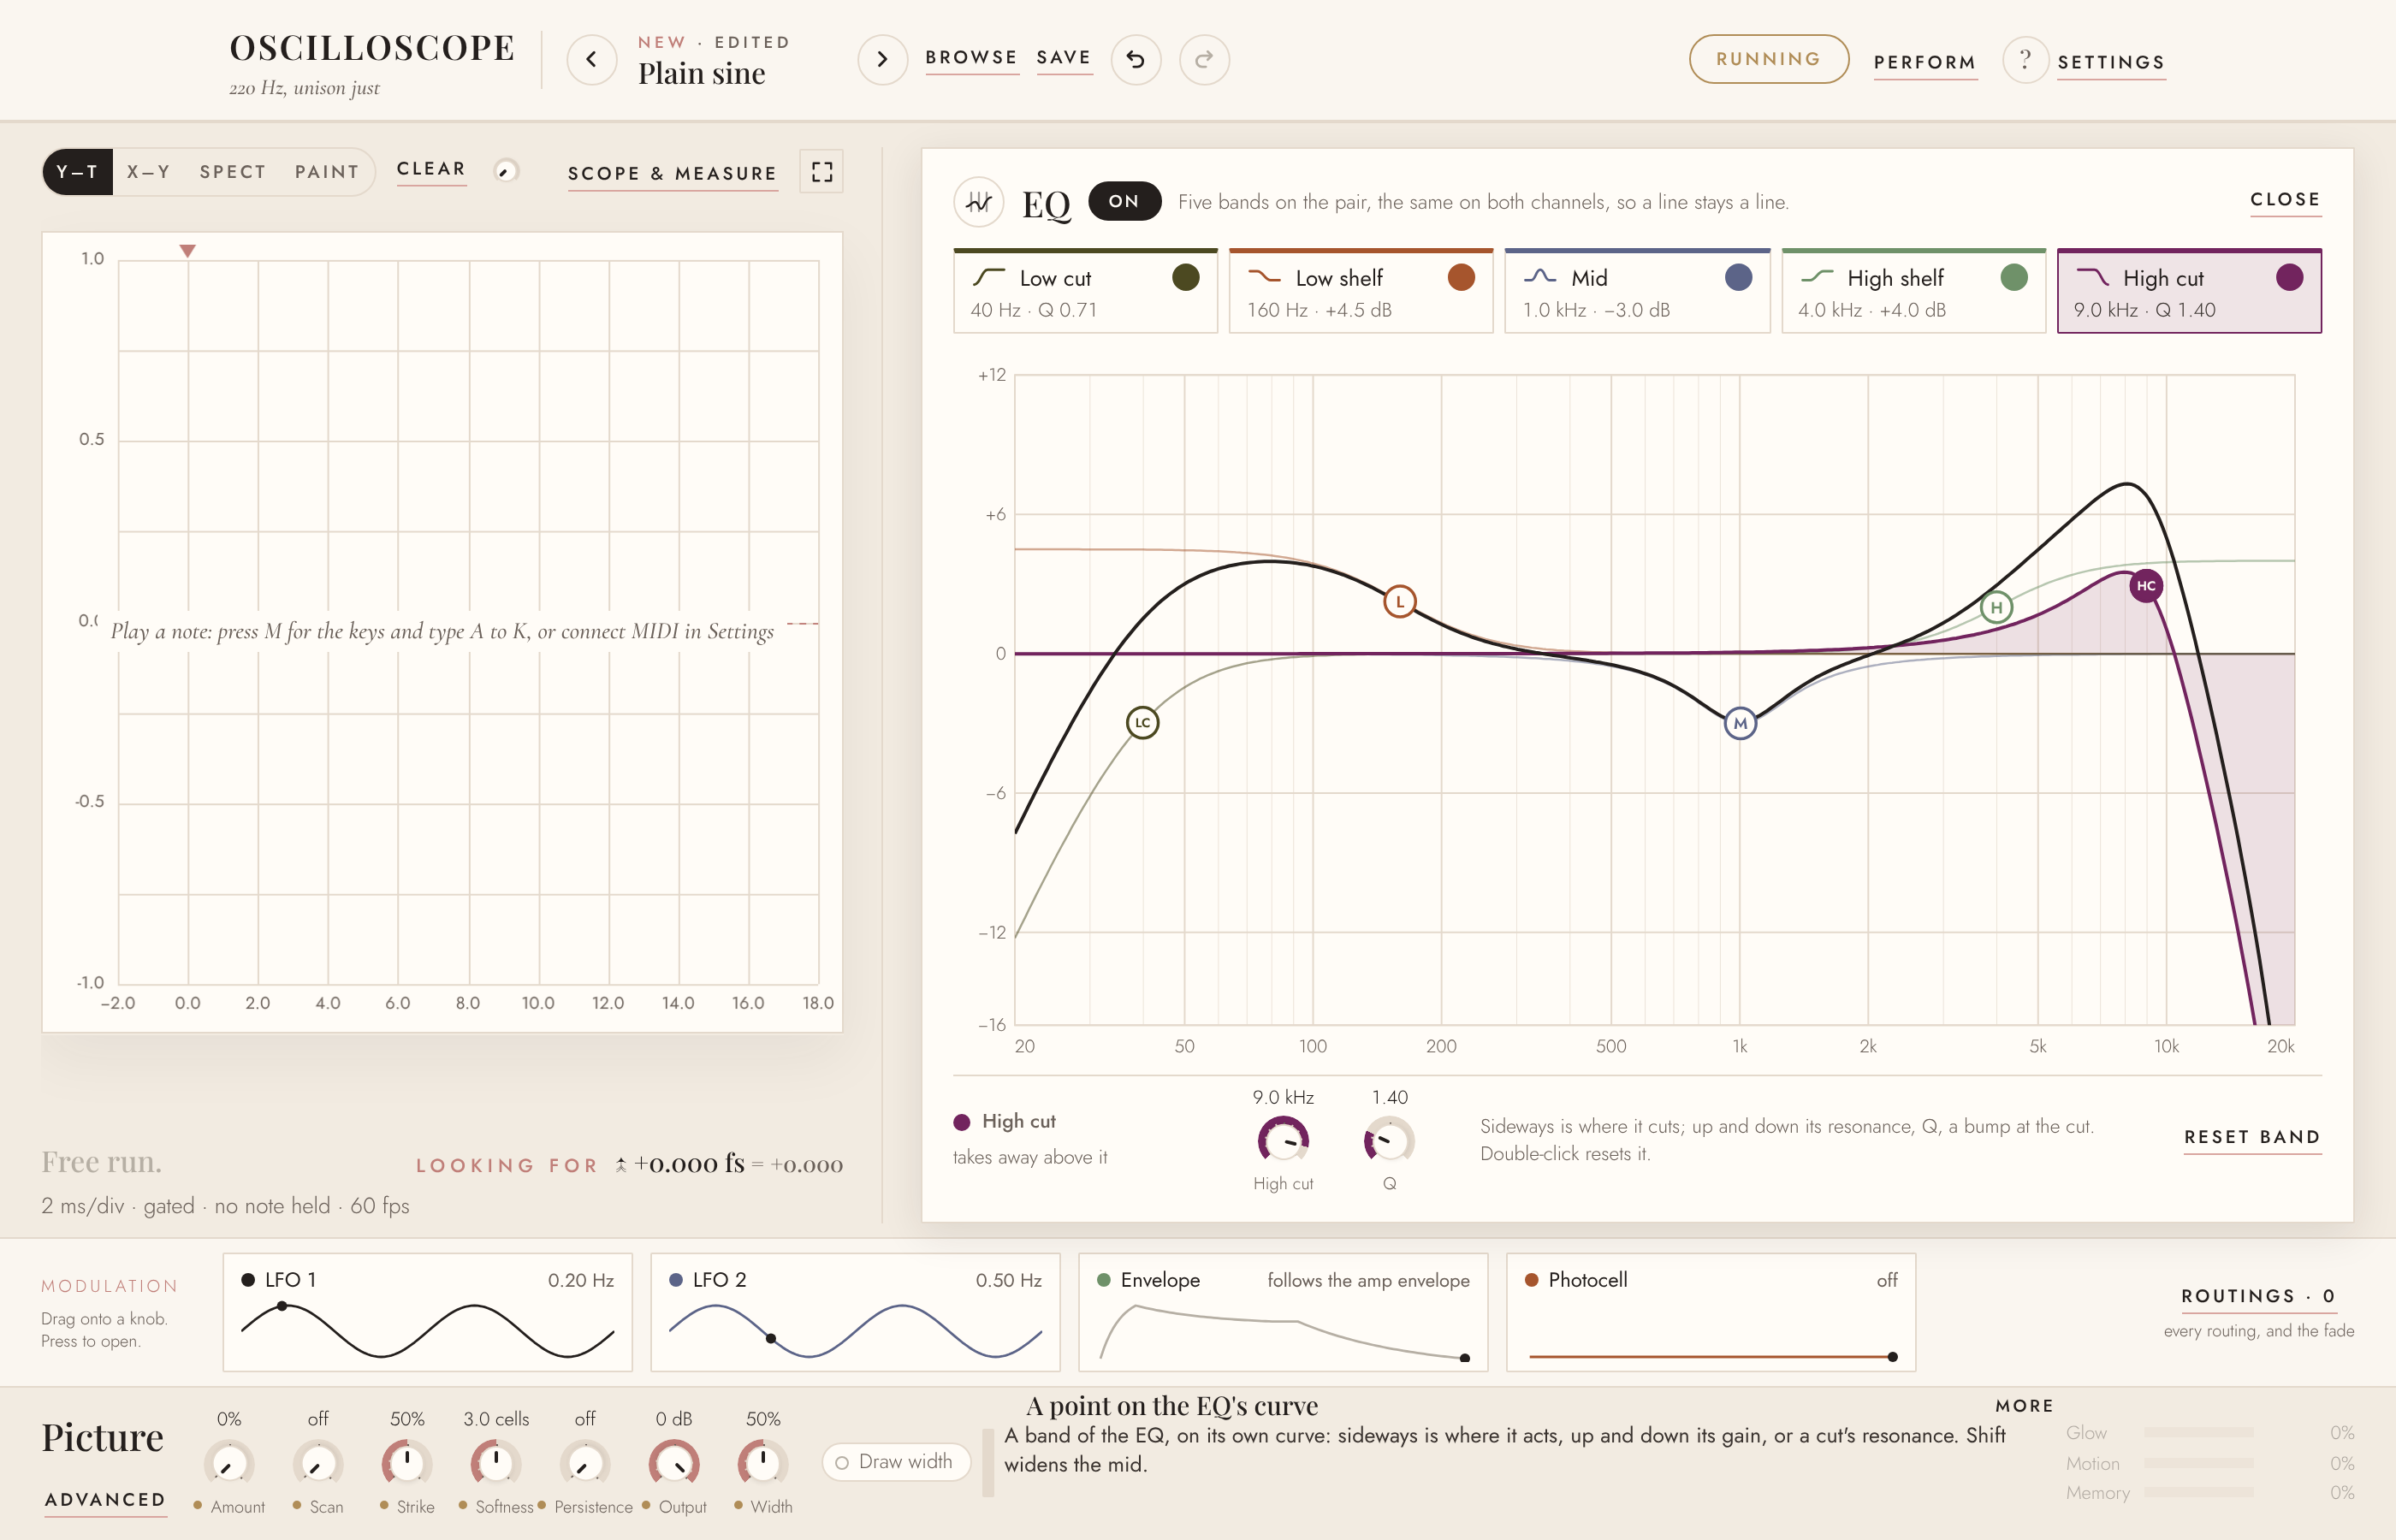 OSCILLOSCOPE
220 Hz, unison just
NEW · EDITED
Plain sine
BROWSE
SAVE
RUNNING
PERFORM
?
SETTINGS
Y–T
X–Y
SPECT
PAINT
CLEAR
SCOPE & MEASURE
1.0
0.5
0.0
-0.5
-1.0
Play a note: press M for the keys and type A to K, or connect MIDI in Settings
−2.0 0.0 2.0 4.0 6.0 8.0 10.0 12.0 14.0 16.0 18.0
Free run.
LOOKING FOR
+0.000 fs = +0.000
2 ms/div · gated · no note held · 60 fps
EQ
ON
Five bands on the pair, the same on both channels, so a line stays a line.
CLOSE
Low cut
40 Hz · Q 0.71
Low shelf
160 Hz · +4.5 dB
Mid
1.0 kHz · −3.0 dB
High shelf
4.0 kHz · +4.0 dB
High cut
9.0 kHz · Q 1.40
+12
+6
0
−6
−12
−16
LC
L
M
H
HC
20 50 100 200 500 1k 2k 5k 10k 20k
High cut
takes away above it
9.0 kHz
High cut
1.40
Q
Sideways is where it cuts; up and down its resonance, Q, a bump at the cut.
Double-click resets it.
RESET BAND
MODULATION
Drag onto a knob.
Press to open.
LFO 1
0.20 Hz
LFO 2
0.50 Hz
Envelope
follows the amp envelope
Photocell
off
ROUTINGS · 0
every routing, and the fade
Picture
ADVANCED
0%
Amount
off
Scan
50%
Strike
3.0 cells
Softness
off
Persistence
0 dB
Output
50%
Width
Draw width
A point on the EQ's curve
A band of the EQ, on its own curve: sideways is where it acts, up and down its gain, or a cut's resonance. Shift
widens the mid.
MORE
Glow 0%
Motion 0%
Memory 0%